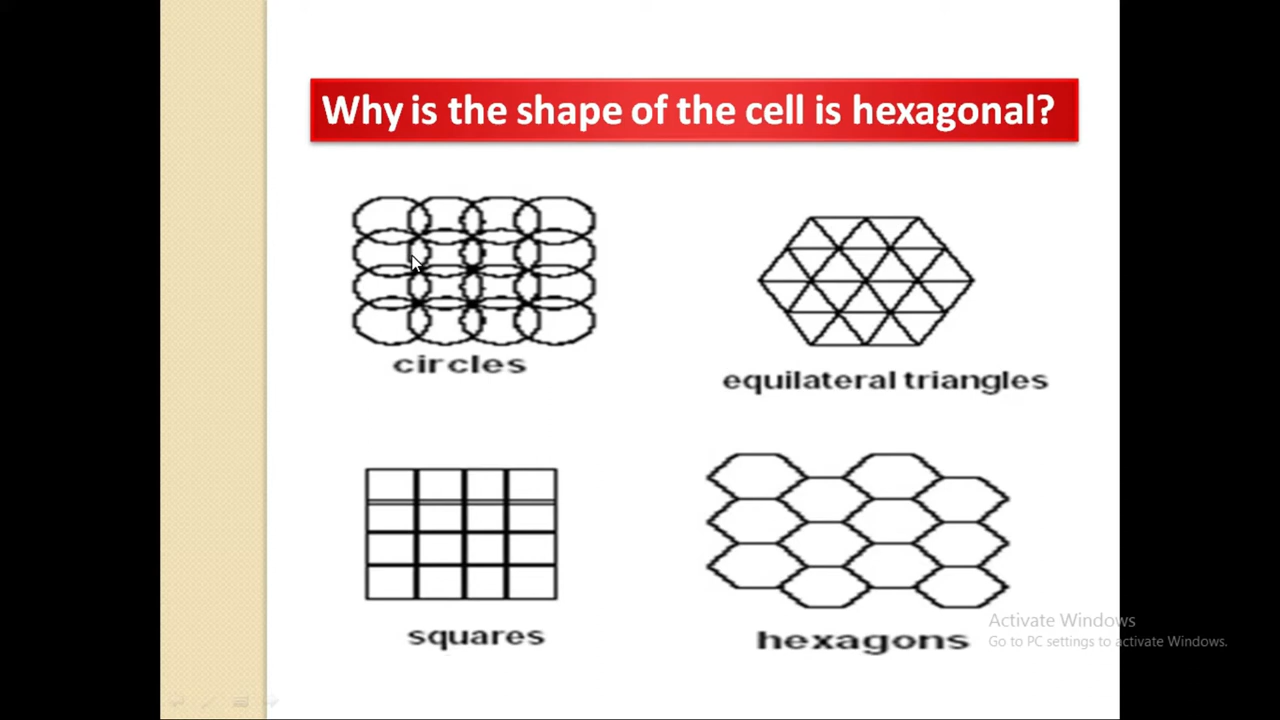 Why is the shape of the cell is hexagonal?
circles
equilateral triangles
squares
hexagons
Activate Windows
Go to PC settings to activate Windows.